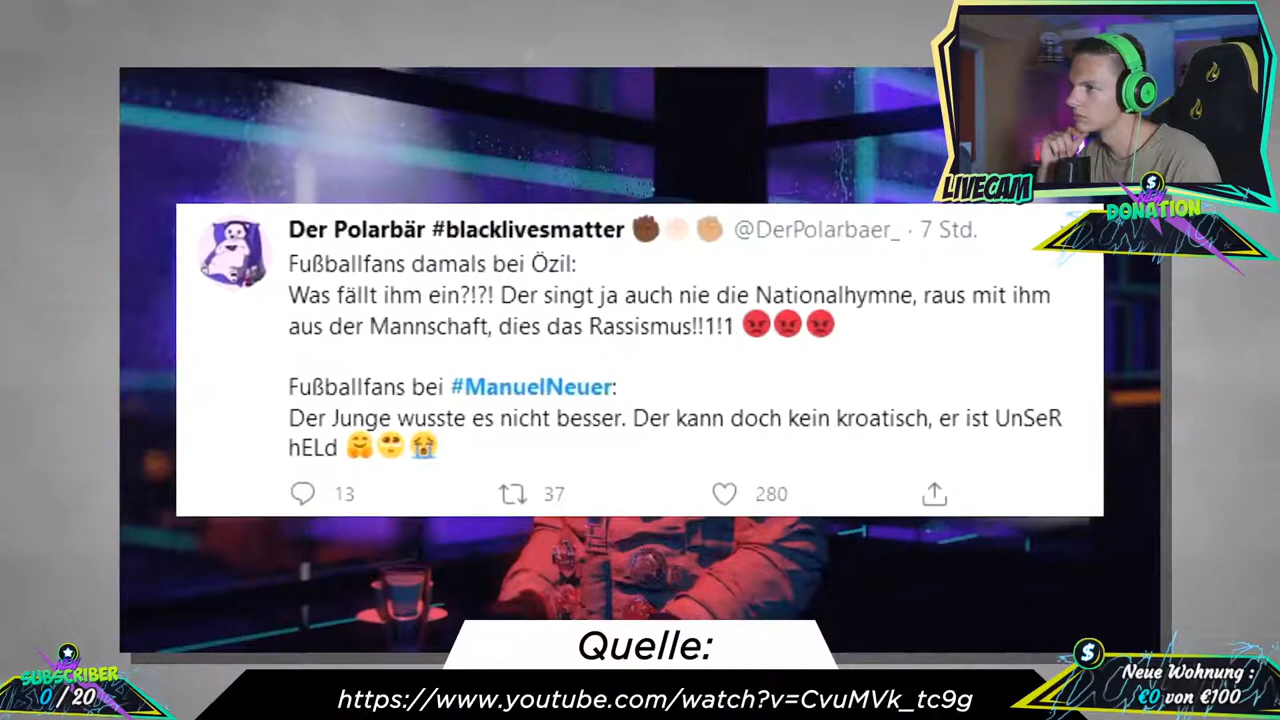 LIVECAM
NEW
DONATION
Der Polarbär #blacklivesmatter ✊🏿✊🏻✊🏼 @DerPolarbaer_ · 7 Std.
Fußballfans damals bei Özil:
Was fällt ihm ein?!?! Der singt ja auch nie die Nationalhymne, raus mit ihm
aus der Mannschaft, dies das Rassismus!!1!1 😡😡😡
Fußballfans bei #ManuelNeuer:
Der Junge wusste es nicht besser. Der kann doch kein kroatisch, er ist UnSeR
hELd 🤗🥺😭
13 37 280
Quelle:
https://www.youtube.com/watch?v=CvuMVk_tc9g
NEW
SUBSCRIBER
0 / 20
Neue Wohnung :
€0 von €100